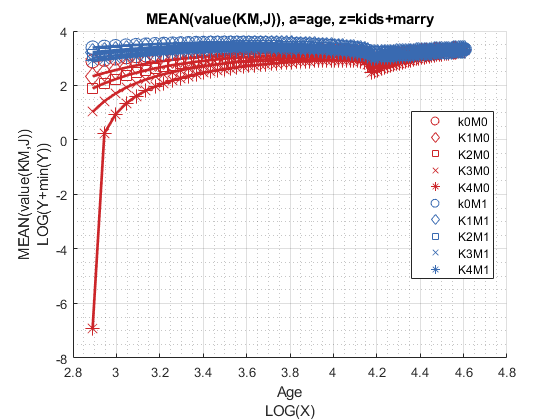 MEAN(value(KM,J)), a=age, z=kids+marry
MEAN(value(KM,J))
LOG(Y+min(Y))
4
2
0
-2
-4
-6
-8
k0M0
K1M0
K2M0
K3M0
K4M0
k0M1
K1M1
K2M1
K3M1
K4M1
2.8 3 3.2 3.4 3.6 3.8 4 4.2 4.4 4.6 4.8
Age
LOG(X)